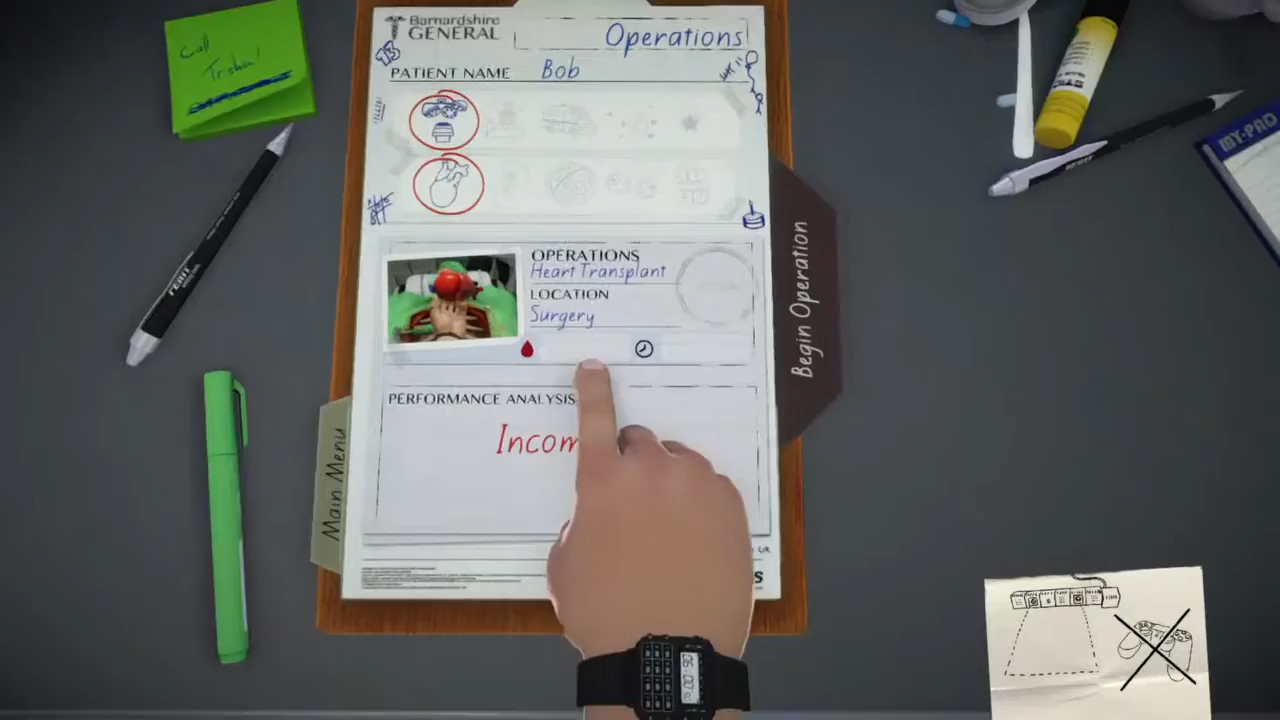 Call
Trisha!
Barnardshire
GENERAL
Operations
PATIENT NAME Bob
MY-PAD
OPERATIONS
Heart Transplant
LOCATION
Surgery
Begin Operation
PERFORMANCE ANALYSIS
Incom
Main Menu